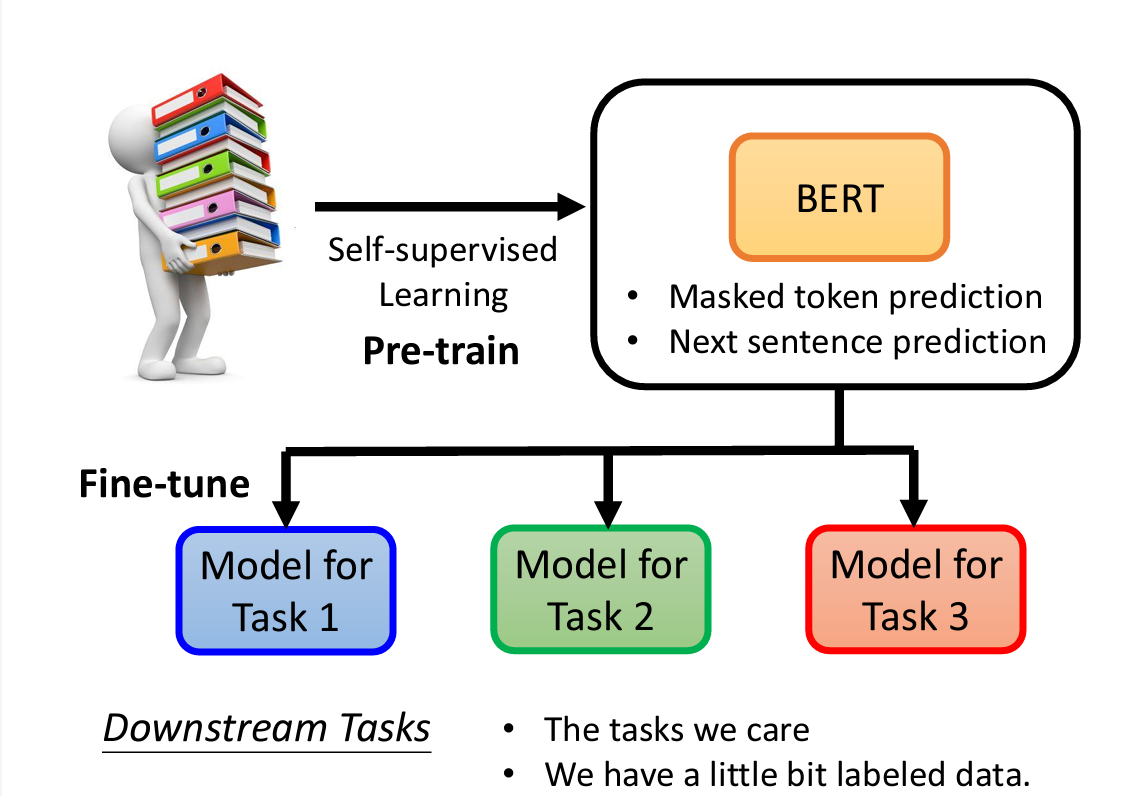 BERT
Self-supervised
Learning
Pre-train
• Masked token prediction
• Next sentence prediction
Fine-tune
Model for
Task 1
Model for
Task 2
Model for
Task 3
Downstream Tasks
• The tasks we care
• We have a little bit labeled data.